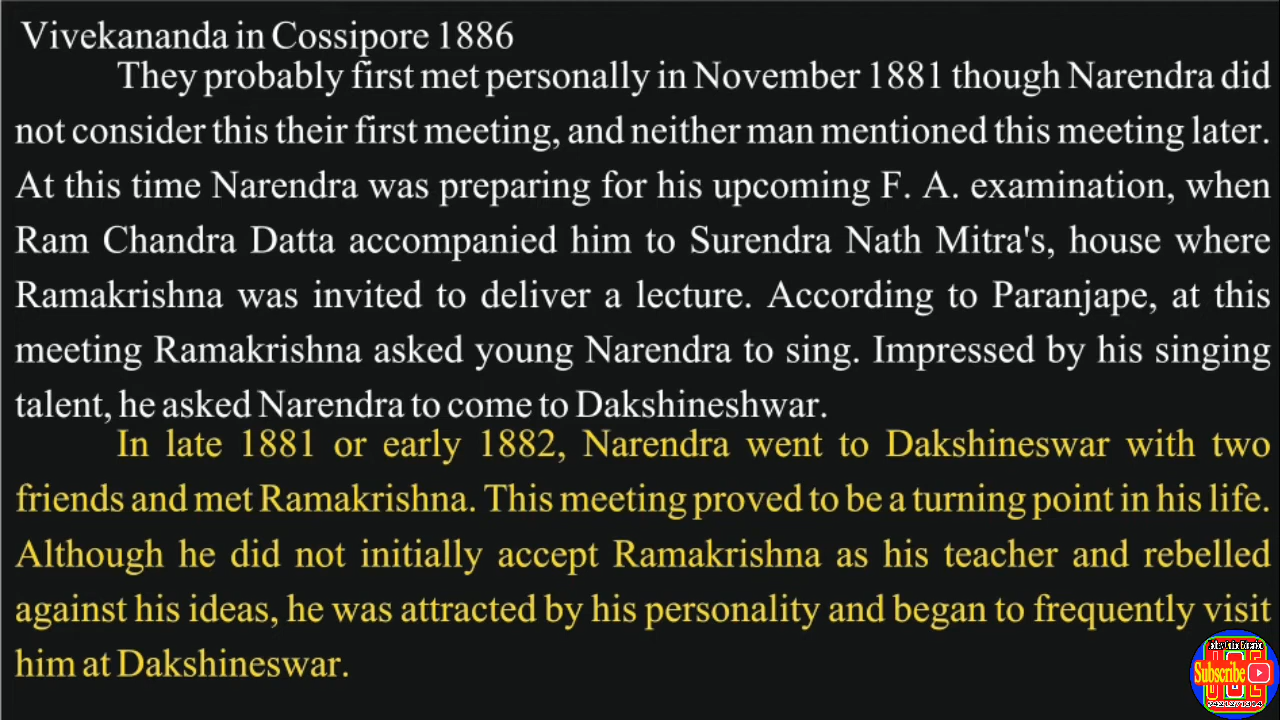 Vivekananda in Cossipore 1886
They probably first met personally in November 1881 though Narendra did
not consider this their first meeting, and neither man mentioned this meeting later.
At this time Narendra was preparing for his upcoming F. A. examination, when
Ram Chandra Datta accompanied him to Surendra Nath Mitra's, house where
Ramakrishna was invited to deliver a lecture. According to Paranjape, at this
meeting Ramakrishna asked young Narendra to sing. Impressed by his singing
talent, he asked Narendra to come to Dakshineshwar.
In late 1881 or early 1882, Narendra went to Dakshineswar with two
friends and met Ramakrishna. This meeting proved to be a turning point in his life.
Although he did not initially accept Ramakrishna as his teacher and rebelled
against his ideas, he was attracted by his personality and began to frequently visit
him at Dakshineswar.
Subscribe